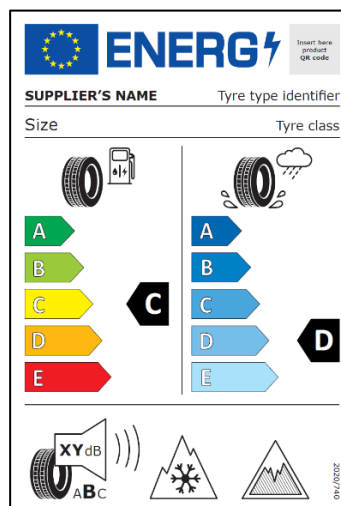 ENERG
Insert here
product
QR code
SUPPLIER'S NAME Tyre type identifier
Size Tyre class
A A
B B
C C C
D D D
E E
XYdB
ABC
2020/740